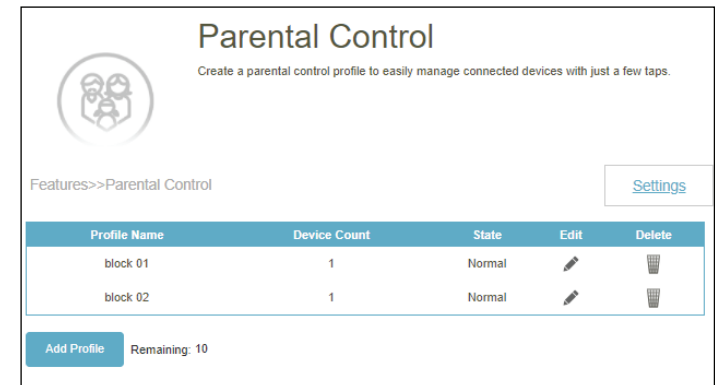 Parental Control
Create a parental control profile to easily manage connected devices with just a few taps.
Features>>Parental Control
Settings
Profile Name Device Count State Edit Delete
block 01 1 Normal
block 02 1 Normal
Add Profile Remaining: 10